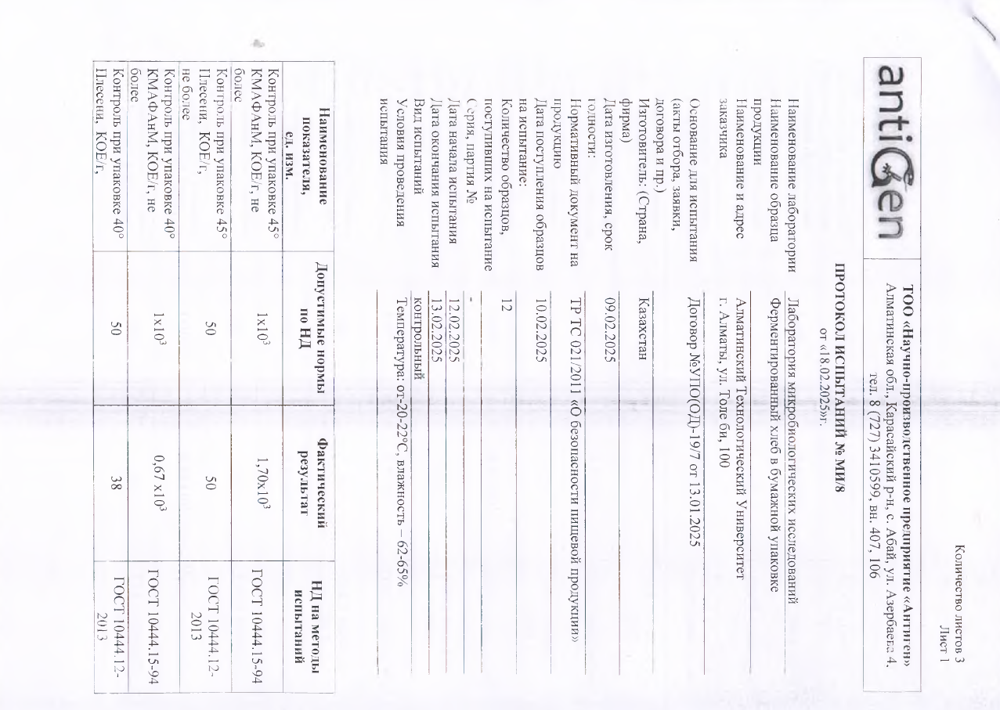 Количество листов 3
Лист 1
antiGen
ТОО «Научно-производственное предприятие «Антиген»
Алматинская обл., Карасайский р-н, с. Абай, ул. Азербаева 4,
тел. 8 (727) 3410599, вн. 407, 106
ПРОТОКОЛ ИСПЫТАНИЙ № МИ/8
от «18.02.2025»г.
Наименование лаборатории Лаборатория микробиологических исследований
Наименование образца Ферментированный хлеб в бумажной упаковке
продукции
Наименование и адрес Алматинский Технологический Университет
заказчика г. Алматы, ул. Толе би, 100
Основание для испытания Договор №УПО(ОД)-19/7 от 13.01.2025
(акты отбора, заявки,
договора и пр.)
Изготовитель: (Страна, Казахстан
фирма)
Дата изготовления, срок 09.02.2025
годности:
Нормативный документ на ТР ТС 021/2011 «О безопасности пищевой продукции»
продукцию
Дата поступления образцов 10.02.2025
на испытание:
Количество образцов, 12
поступивших на испытание
Серия, партия № -
Дата начала испытания 12.02.2025
Дата окончания испытания 13.02.2025
Вид испытаний контрольный
Условия проведения Температура: от-20-22°С, влажность – 62-65%
испытания
Наименование показателя, ед. изм.
Допустимые нормы по НД
Фактический результат
НД на методы испытаний
Контроль при упаковке 45°
КМАФАнМ, КОЕ/г, не
более
1х10³
1,70х10³
ГОСТ 10444.15-94
Контроль при упаковке 45°
Плесени, КОЕ/г,
не более
50
50
ГОСТ 10444.12-
2013
Контроль при упаковке 40°
КМАФАнМ, КОЕ/г, не
более
1х10³
0,67 х10³
ГОСТ 10444.15-94
Контроль при упаковке 40°
Плесени, КОЕ/г,
50
38
ГОСТ 10444.12-
2013